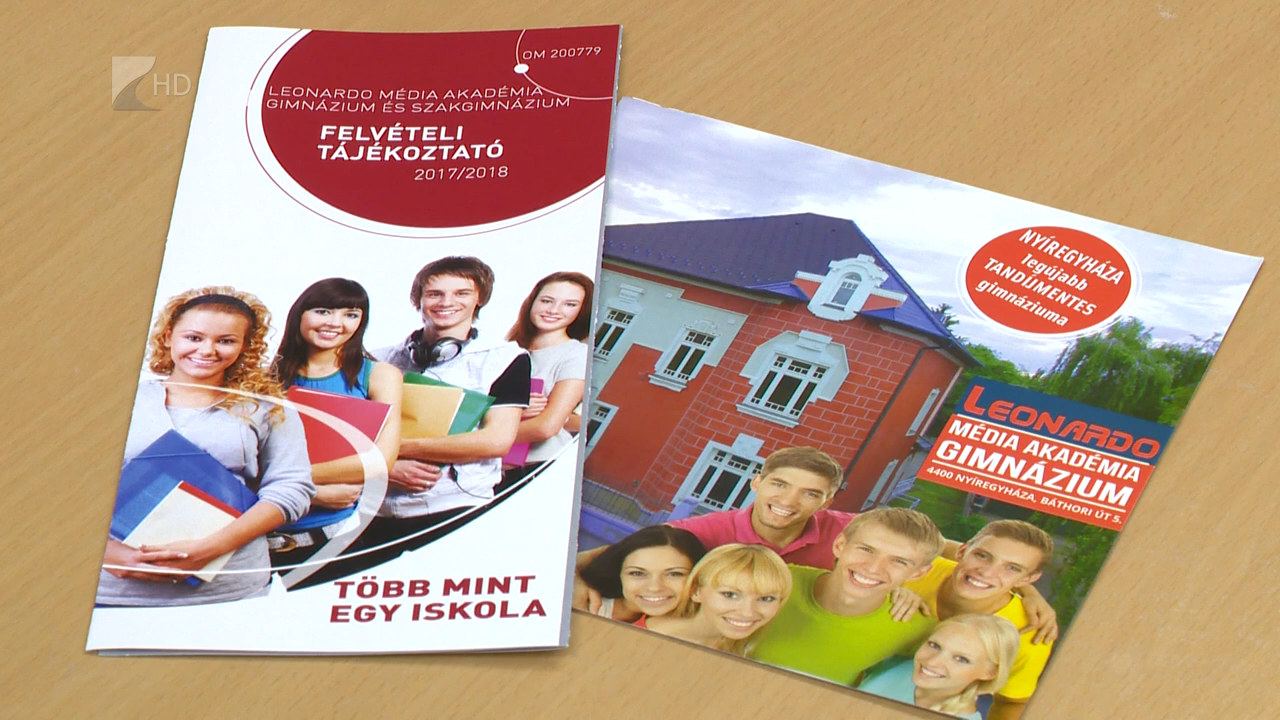 HD
OM 200779
LEONARDO MÉDIA AKADÉMIA
GIMNÁZIUM ÉS SZAKGIMNÁZIUM
FELVÉTELI
TÁJÉKOZTATÓ
2017/2018
TÖBB MINT
EGY ISKOLA
NYÍREGYHÁZA
legújabb
TANDÍJMENTES
gimnáziuma
LEONARDO
MÉDIA AKADÉMIA
GIMNÁZIUM
4400 NYÍREGYHÁZA, BÁTHORI ÚT 5.